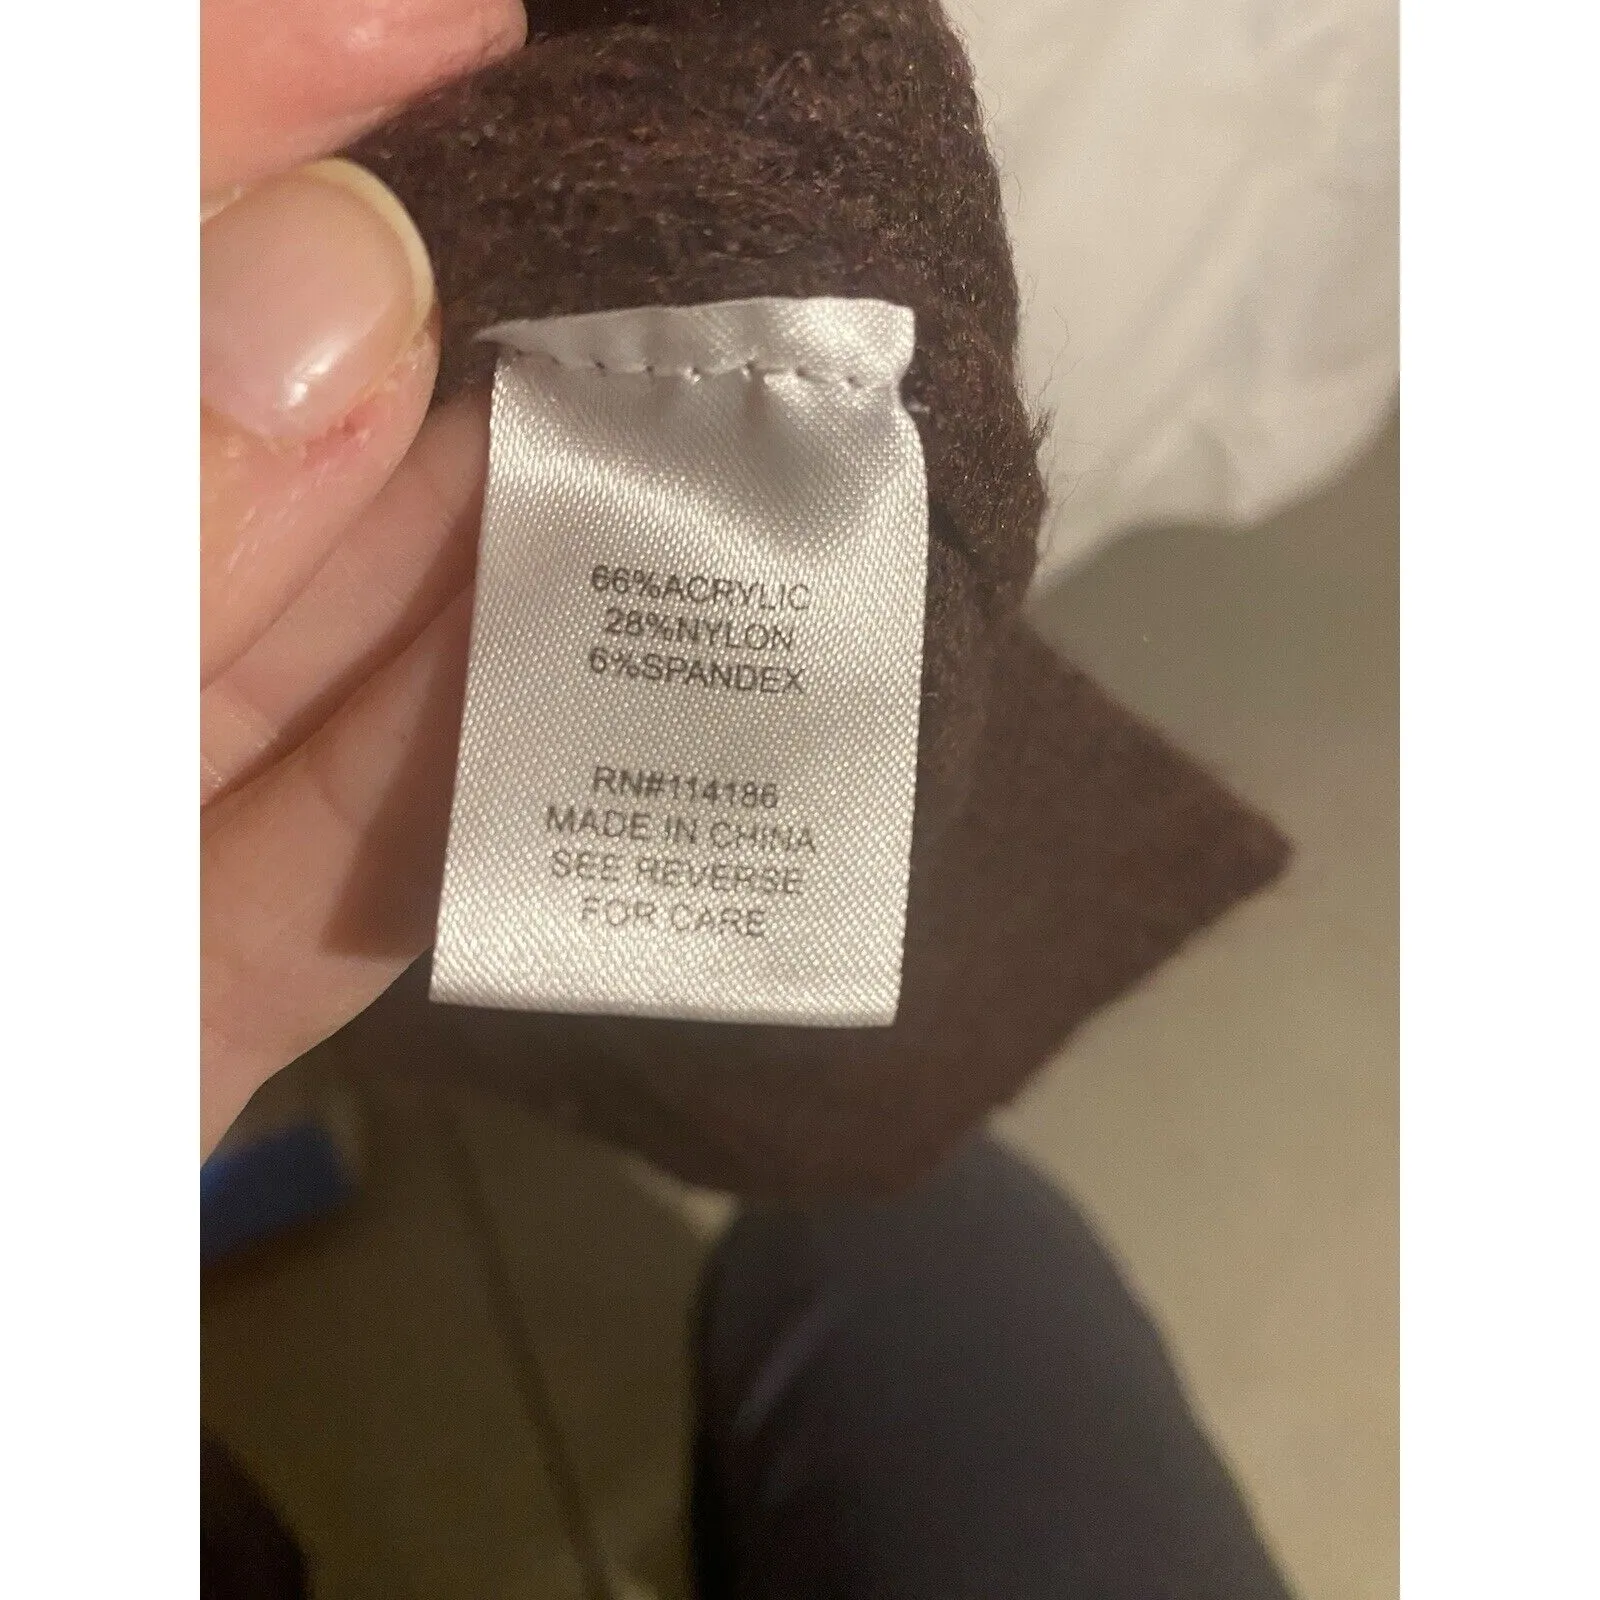 66%ACRYLIC
28%NYLON
6%SPANDEX
RN#114186
MADE IN CHINA
SEE REVERSE
FOR CARE